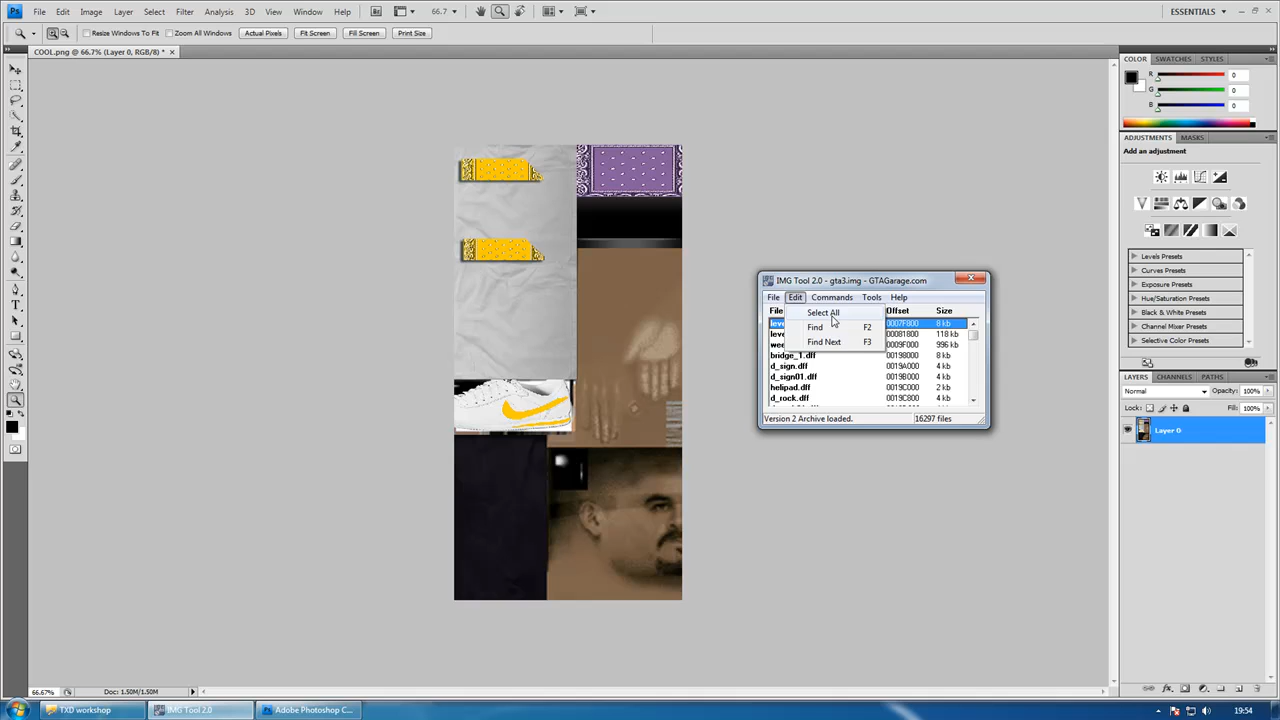 File Edit Image Layer Select Filter Analysis 3D View Window Help 66.7 ESSENTIALS
Resize Windows To Fit Zoom All Windows Actual Pixels Fit Screen Fill Screen Print Size
COOL.png @ 66.7% (Layer 0, RGB/8) *
COLOR SWATCHES STYLES
R 0
G 0
B 0
ADJUSTMENTS MASKS
Add an adjustment
Levels Presets
Curves Presets
Exposure Presets
Hue/Saturation Presets
Black & White Presets
Channel Mixer Presets
Selective Color Presets
LAYERS CHANNELS PATHS
Normal Opacity: 100%
Lock: Fill: 100%
Layer 0
IMG Tool 2.0 - gta3.img - GTAGarage.com
File Edit Commands Tools Help
Select All
Find F2
Find Next F3
File Offset Size
0007F800 8 kb
00081800 118 kb
0009F000 996 kb
bridge_1.dff 00198000 8 kb
d_sign.dff 0019A000 4 kb
d_sign01.dff 0019B000 4 kb
helipad.dff 0019C000 2 kb
d_rock.dff 0019C800 4 kb
Version 2 Archive loaded. 16297 files
66.67% Doc: 1.50M/1.50M
TXD workshop IMG Tool 2.0 Adobe Photoshop C... 19:54